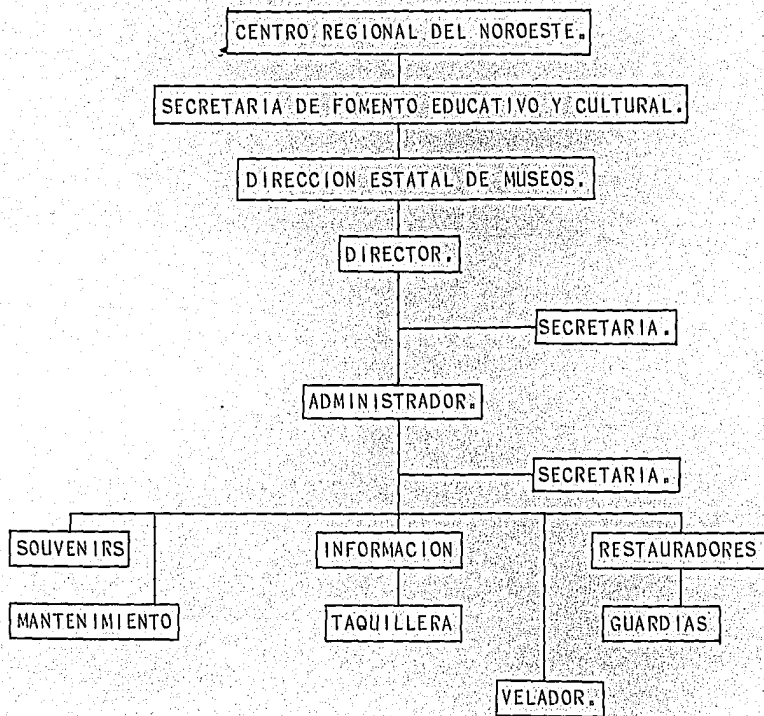 CENTRO REGIONAL DEL NOROESTE.
SECRETARIA DE FOMENTO EDUCATIVO Y CULTURAL.
DIRECCION ESTATAL DE MUSEOS.
DIRECTOR.
SECRETARIA.
ADMINISTRADOR.
SECRETARIA.
SOUVENIRS
INFORMACION
RESTAURADORES
MANTENIMIENTO
TAQUILLERA
GUARDIAS
VELADOR.